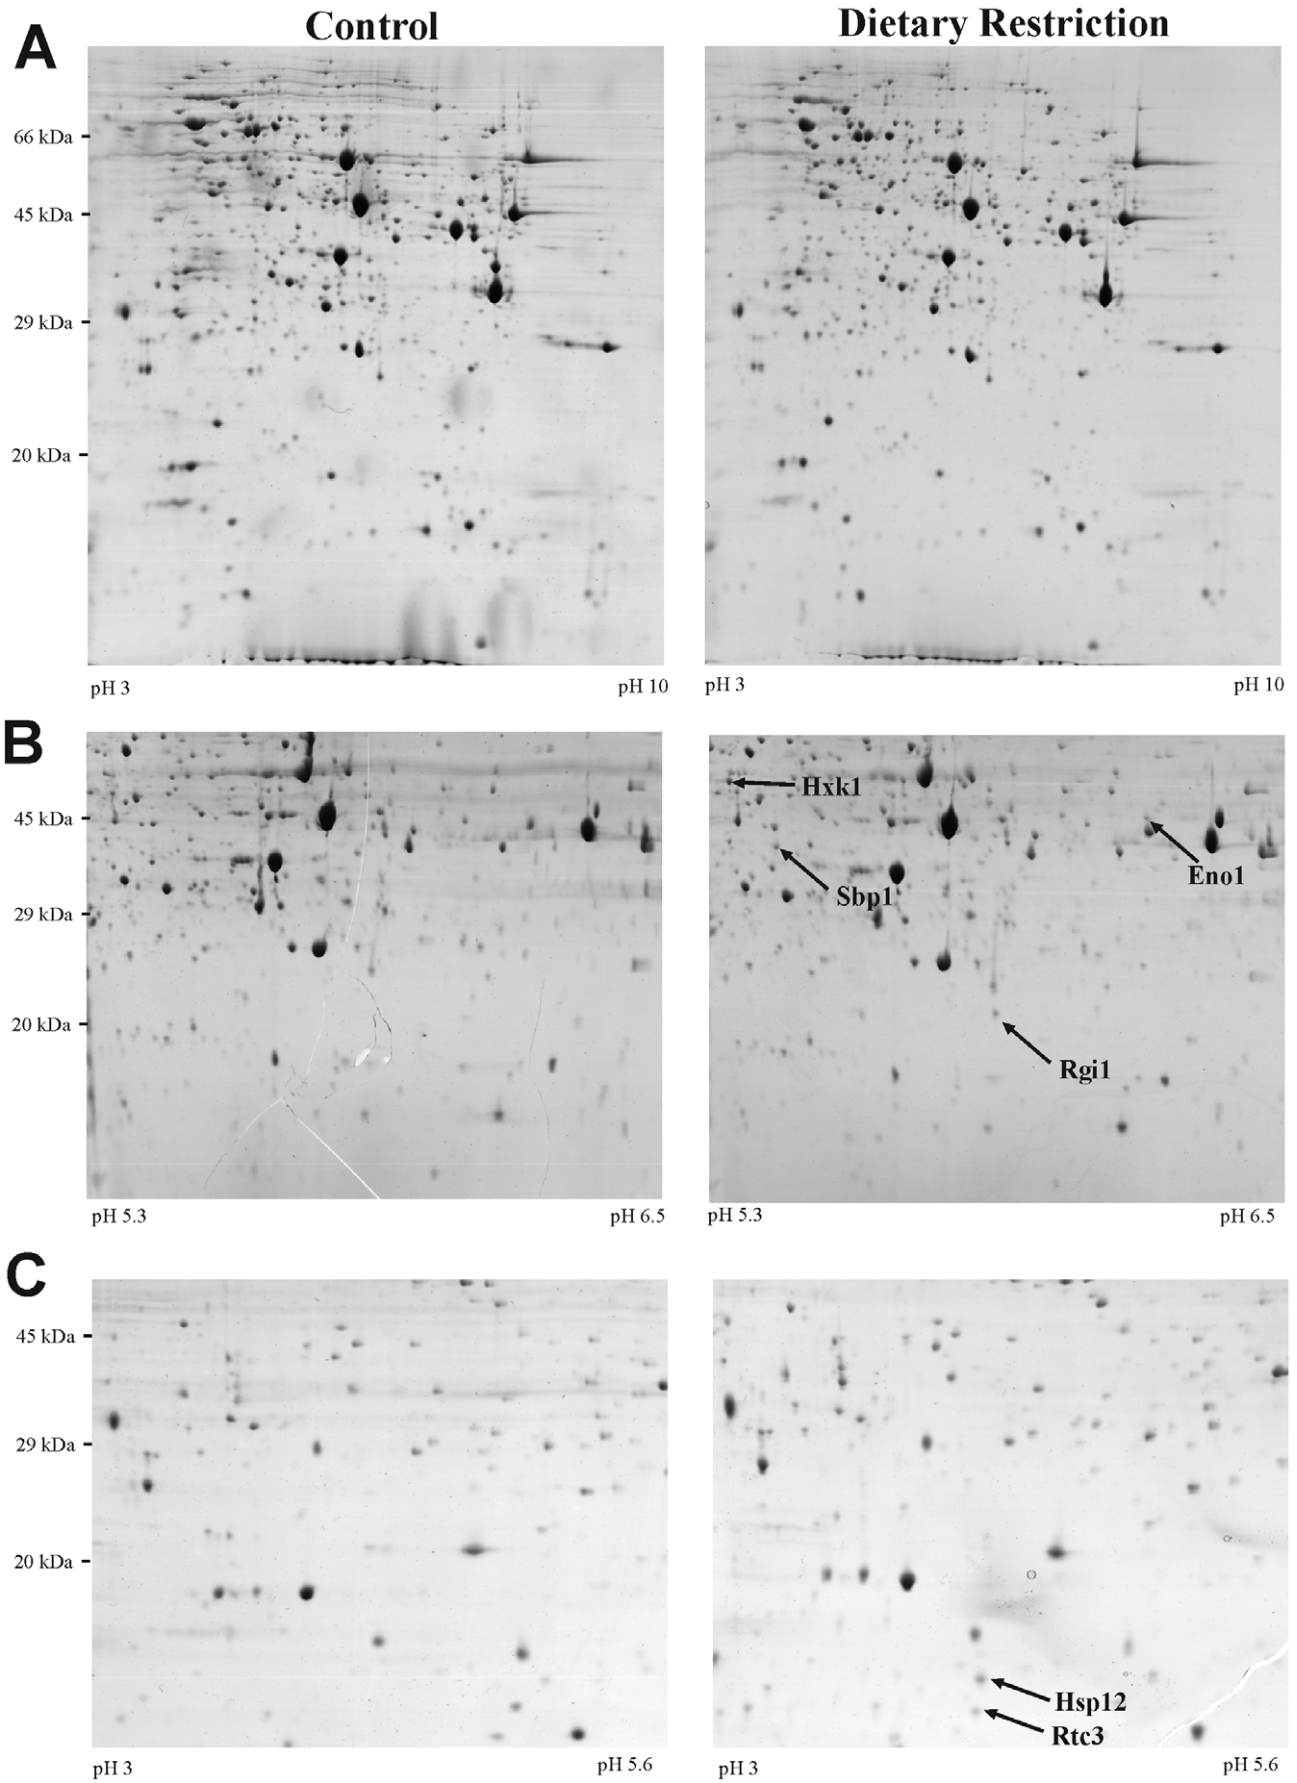 Control
Dietary Restriction
A
66 kDa
45 kDa
29 kDa
20 kDa
pH 3
pH 10
pH 3
pH 10
B
45 kDa
29 kDa
20 kDa
Hxk1
Sbp1
Eno1
Rgi1
pH 5.3
pH 6.5
pH 5.3
pH 6.5
C
45 kDa
29 kDa
20 kDa
Hsp12
Rtc3
pH 3
pH 5.6
pH 3
pH 5.6